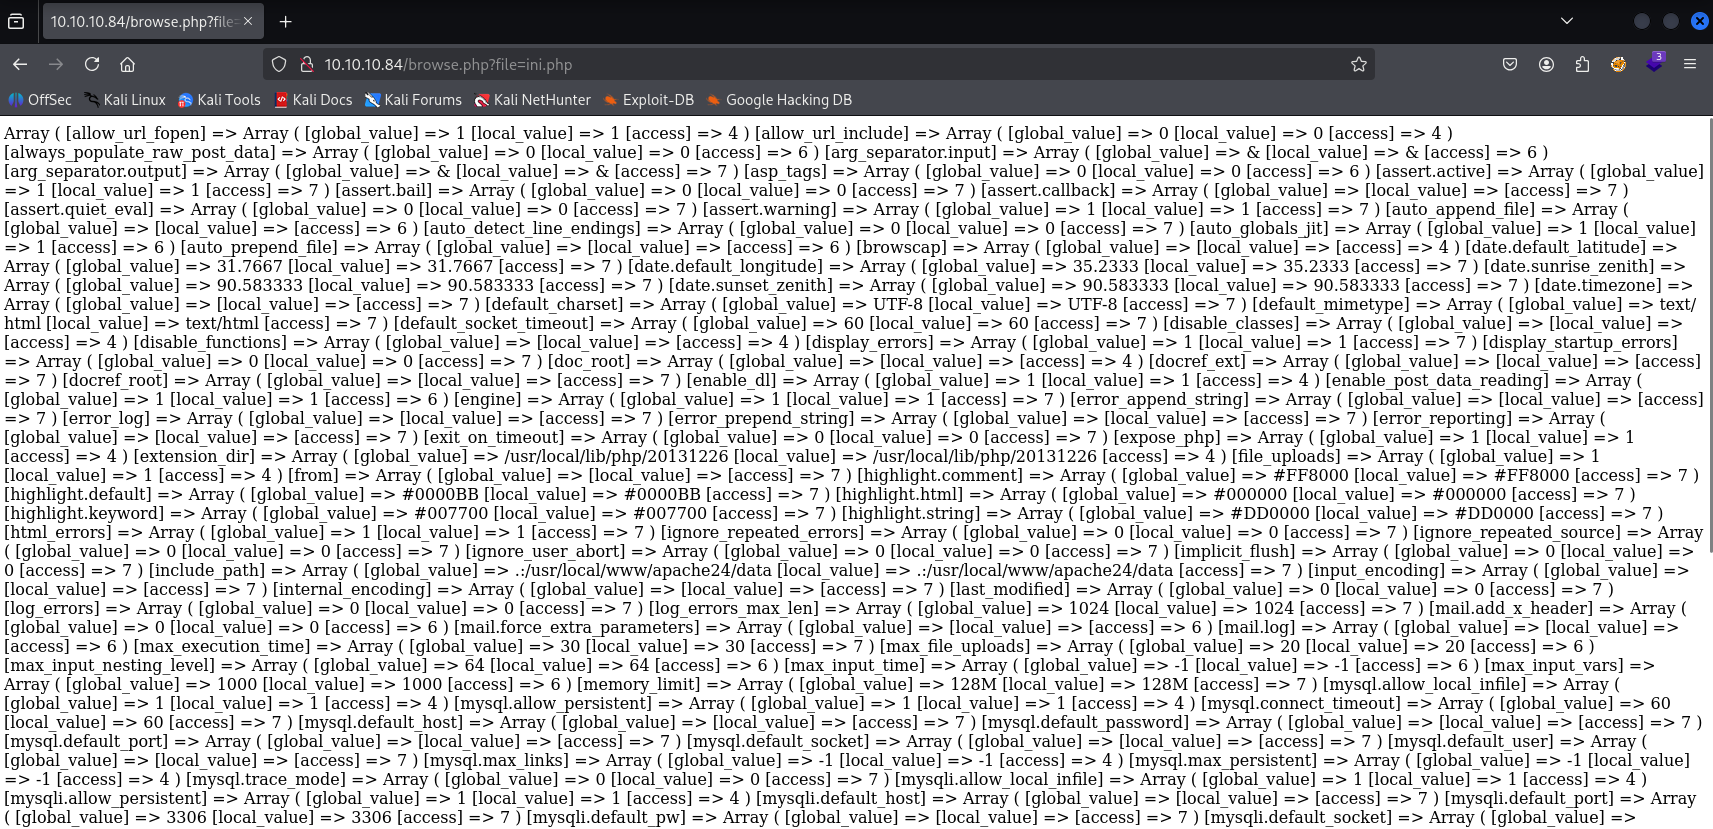 10.10.10.84/browse.php?file=
10.10.10.84/browse.php?file=ini.php
3
OffSec Kali Linux Kali Tools Kali Docs Kali Forums Kali NetHunter Exploit-DB Google Hacking DB
Array ( [allow_url_fopen] => Array ( [global_value] => 1 [local_value] => 1 [access] => 4 ) [allow_url_include] => Array ( [global_value] => 0 [local_value] => 0 [access] => 4 )
[always_populate_raw_post_data] => Array ( [global_value] => 0 [local_value] => 0 [access] => 6 ) [arg_separator.input] => Array ( [global_value] => & [local_value] => & [access] => 6 )
[arg_separator.output] => Array ( [global_value] => & [local_value] => & [access] => 7 ) [asp_tags] => Array ( [global_value] => 0 [local_value] => 0 [access] => 6 ) [assert.active] => Array ( [global_value] =>
1 [local_value] => 1 [access] => 7 ) [assert.bail] => Array ( [global_value] => 0 [local_value] => 0 [access] => 7 ) [assert.callback] => Array ( [global_value] => [local_value] => [access] => 7 )
[assert.quiet_eval] => Array ( [global_value] => 0 [local_value] => 0 [access] => 7 ) [assert.warning] => Array ( [global_value] => 1 [local_value] => 1 [access] => 7 ) [auto_append_file] => Array (
[global_value] => [local_value] => [access] => 6 ) [auto_detect_line_endings] => Array ( [global_value] => 0 [local_value] => 0 [access] => 7 ) [auto_globals_jit] => Array ( [global_value] => 1 [local_value]
=> 1 [access] => 6 ) [auto_prepend_file] => Array ( [global_value] => [local_value] => [access] => 6 ) [browscap] => Array ( [global_value] => [local_value] => [access] => 4 ) [date.default_latitude] =>
Array ( [global_value] => 31.7667 [local_value] => 31.7667 [access] => 7 ) [date.default_longitude] => Array ( [global_value] => 35.2333 [local_value] => 35.2333 [access] => 7 ) [date.sunrise_zenith] =>
Array ( [global_value] => 90.583333 [local_value] => 90.583333 [access] => 7 ) [date.sunset_zenith] => Array ( [global_value] => 90.583333 [local_value] => 90.583333 [access] => 7 ) [date.timezone] =>
Array ( [global_value] => [local_value] => [access] => 7 ) [default_charset] => Array ( [global_value] => UTF-8 [local_value] => UTF-8 [access] => 7 ) [default_mimetype] => Array ( [global_value] => text/
html [local_value] => text/html [access] => 7 ) [default_socket_timeout] => Array ( [global_value] => 60 [local_value] => 60 [access] => 7 ) [disable_classes] => Array ( [global_value] => [local_value] =>
[access] => 4 ) [disable_functions] => Array ( [global_value] => [local_value] => [access] => 4 ) [display_errors] => Array ( [global_value] => 1 [local_value] => 1 [access] => 7 ) [display_startup_errors]
=> Array ( [global_value] => 0 [local_value] => 0 [access] => 7 ) [doc_root] => Array ( [global_value] => [local_value] => [access] => 4 ) [docref_ext] => Array ( [global_value] => [local_value] => [access]
=> 7 ) [docref_root] => Array ( [global_value] => [local_value] => [access] => 7 ) [enable_dl] => Array ( [global_value] => 1 [local_value] => 1 [access] => 4 ) [enable_post_data_reading] => Array (
[global_value] => 1 [local_value] => 1 [access] => 6 ) [engine] => Array ( [global_value] => 1 [local_value] => 1 [access] => 7 ) [error_append_string] => Array ( [global_value] => [local_value] => [access]
=> 7 ) [error_log] => Array ( [global_value] => [local_value] => [access] => 7 ) [error_prepend_string] => Array ( [global_value] => [local_value] => [access] => 7 ) [error_reporting] => Array (
[global_value] => [local_value] => [access] => 7 ) [exit_on_timeout] => Array ( [global_value] => 0 [local_value] => 0 [access] => 7 ) [expose_php] => Array ( [global_value] => 1 [local_value] => 1
[access] => 4 ) [extension_dir] => Array ( [global_value] => /usr/local/lib/php/20131226 [local_value] => /usr/local/lib/php/20131226 [access] => 4 ) [file_uploads] => Array ( [global_value] => 1
[local_value] => 1 [access] => 4 ) [from] => Array ( [global_value] => [local_value] => [access] => 7 ) [highlight.comment] => Array ( [global_value] => #FF8000 [local_value] => #FF8000 [access] => 7 )
[highlight.default] => Array ( [global_value] => #0000BB [local_value] => #0000BB [access] => 7 ) [highlight.html] => Array ( [global_value] => #000000 [local_value] => #000000 [access] => 7 )
[highlight.keyword] => Array ( [global_value] => #007700 [local_value] => #007700 [access] => 7 ) [highlight.string] => Array ( [global_value] => #DD0000 [local_value] => #DD0000 [access] => 7 )
[html_errors] => Array ( [global_value] => 1 [local_value] => 1 [access] => 7 ) [ignore_repeated_errors] => Array ( [global_value] => 0 [local_value] => 0 [access] => 7 ) [ignore_repeated_source] => Array
( [global_value] => 0 [local_value] => 0 [access] => 7 ) [ignore_user_abort] => Array ( [global_value] => 0 [local_value] => 0 [access] => 7 ) [implicit_flush] => Array ( [global_value] => 0 [local_value] =>
0 [access] => 7 ) [include_path] => Array ( [global_value] => .:/usr/local/www/apache24/data [local_value] => .:/usr/local/www/apache24/data [access] => 7 ) [input_encoding] => Array ( [global_value] =>
[local_value] => [access] => 7 ) [internal_encoding] => Array ( [global_value] => [local_value] => [access] => 7 ) [last_modified] => Array ( [global_value] => 0 [local_value] => 0 [access] => 7 )
[log_errors] => Array ( [global_value] => 0 [local_value] => 0 [access] => 7 ) [log_errors_max_len] => Array ( [global_value] => 1024 [local_value] => 1024 [access] => 7 ) [mail.add_x_header] => Array (
[global_value] => 0 [local_value] => 0 [access] => 6 ) [mail.force_extra_parameters] => Array ( [global_value] => [local_value] => [access] => 6 ) [mail.log] => Array ( [global_value] => [local_value] =>
[access] => 6 ) [max_execution_time] => Array ( [global_value] => 30 [local_value] => 30 [access] => 7 ) [max_file_uploads] => Array ( [global_value] => 20 [local_value] => 20 [access] => 6 )
[max_input_nesting_level] => Array ( [global_value] => 64 [local_value] => 64 [access] => 6 ) [max_input_time] => Array ( [global_value] => -1 [local_value] => -1 [access] => 6 ) [max_input_vars] =>
Array ( [global_value] => 1000 [local_value] => 1000 [access] => 6 ) [memory_limit] => Array ( [global_value] => 128M [local_value] => 128M [access] => 7 ) [mysql.allow_local_infile] => Array (
[global_value] => 1 [local_value] => 1 [access] => 4 ) [mysql.allow_persistent] => Array ( [global_value] => 1 [local_value] => 1 [access] => 4 ) [mysql.connect_timeout] => Array ( [global_value] => 60
[local_value] => 60 [access] => 7 ) [mysql.default_host] => Array ( [global_value] => [local_value] => [access] => 7 ) [mysql.default_password] => Array ( [global_value] => [local_value] => [access] => 7 )
[mysql.default_port] => Array ( [global_value] => [local_value] => [access] => 7 ) [mysql.default_socket] => Array ( [global_value] => [local_value] => [access] => 7 ) [mysql.default_user] => Array (
[global_value] => [local_value] => [access] => 7 ) [mysql.max_links] => Array ( [global_value] => -1 [local_value] => -1 [access] => 4 ) [mysql.max_persistent] => Array ( [global_value] => -1 [local_value]
=> -1 [access] => 4 ) [mysql.trace_mode] => Array ( [global_value] => 0 [local_value] => 0 [access] => 7 ) [mysqli.allow_local_infile] => Array ( [global_value] => 1 [local_value] => 1 [access] => 4 )
[mysqli.allow_persistent] => Array ( [global_value] => 1 [local_value] => 1 [access] => 4 ) [mysqli.default_host] => Array ( [global_value] => [local_value] => [access] => 7 ) [mysqli.default_port] => Array
( [global_value] => 3306 [local_value] => 3306 [access] => 7 ) [mysqli.default_pw] => Array ( [global_value] => [local_value] => [access] => 7 ) [mysqli.default_socket] => Array ( [global_value] =>